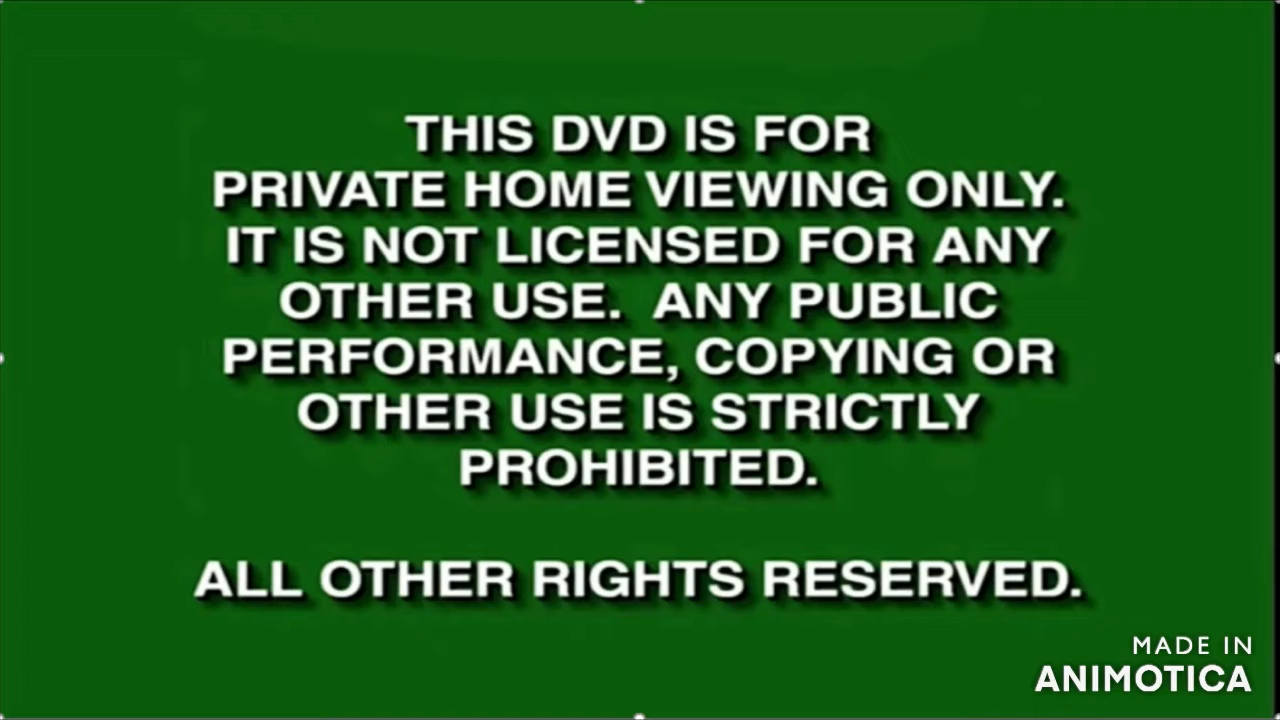 THIS DVD IS FOR
PRIVATE HOME VIEWING ONLY.
IT IS NOT LICENSED FOR ANY
OTHER USE.  ANY PUBLIC
PERFORMANCE, COPYING OR
OTHER USE IS STRICTLY
PROHIBITED.
ALL OTHER RIGHTS RESERVED.
MADE IN
ANIMOTICA